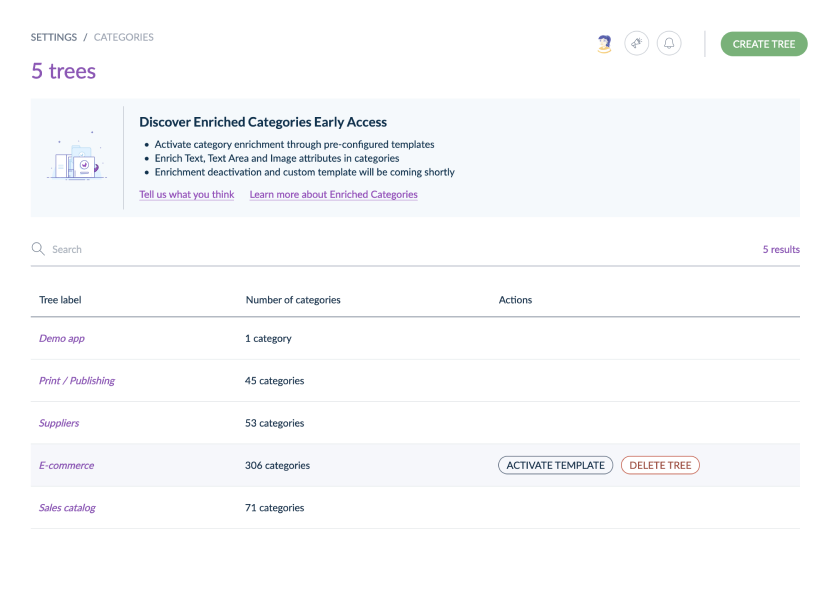 SETTINGS / CATEGORIES
CREATE TREE
5 trees
Discover Enriched Categories Early Access
• Activate category enrichment through pre-configured templates
• Enrich Text, Text Area and Image attributes in categories
• Enrichment deactivation and custom template will be coming shortly
Tell us what you think Learn more about Enriched Categories
Search 5 results
Tree label Number of categories Actions
Demo app 1 category
Print / Publishing 45 categories
Suppliers 53 categories
E-commerce 306 categories ACTIVATE TEMPLATE DELETE TREE
Sales catalog 71 categories